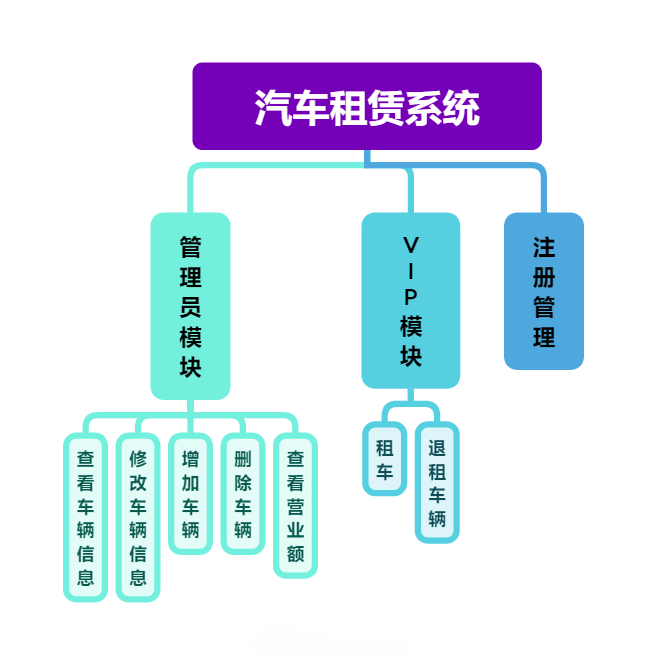 汽车租赁系统
管理员模块
VIP模块
注册管理
查看车辆信息
修改车辆信息
增加车辆
删除车辆
查看营业额
租车
退租车辆